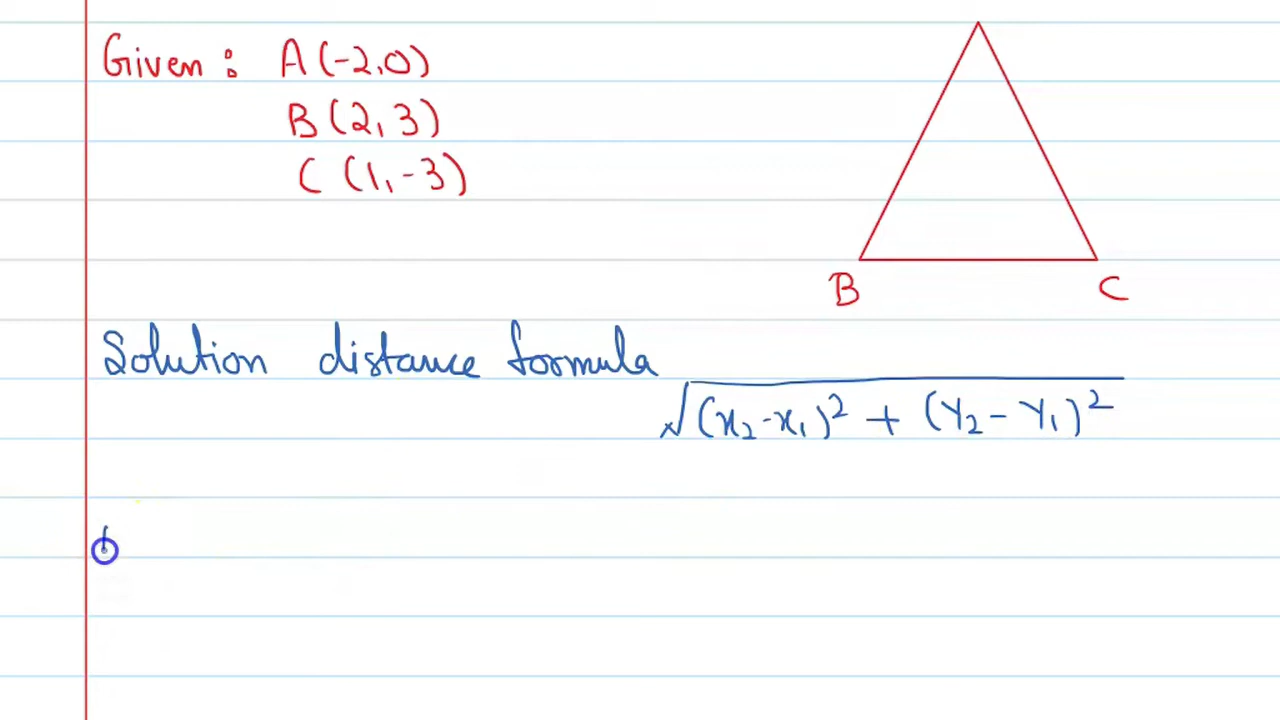 Given : A (-2,0)
B (2, 3)
C (1, -3)
B
C
Solution distance formula
√(x₂-x₁)² + (Y₂ - Y₁)²